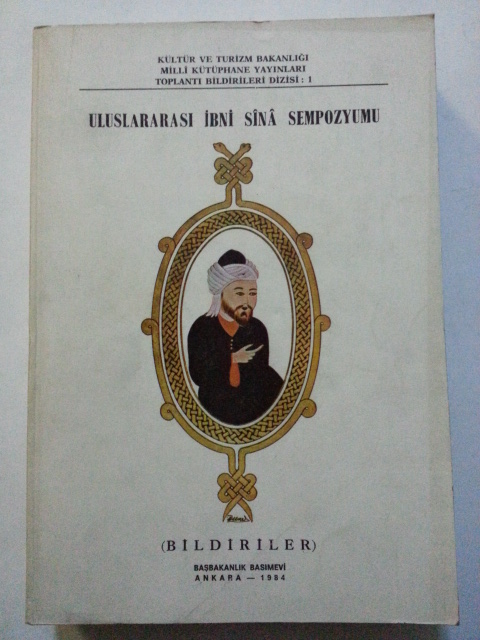 KÜLTÜR VE TURİZM BAKANLIĞI
MİLLİ KÜTÜPHANE YAYINLARI
TOPLANTI BİLDİRİLERİ DİZİSİ : 1
ULUSLARARASI İBNİ SÎNÂ SEMPOZYUMU
(BİLDİRİLER)
BAŞBAKANLIK BASIMEVİ
ANKARA — 1984